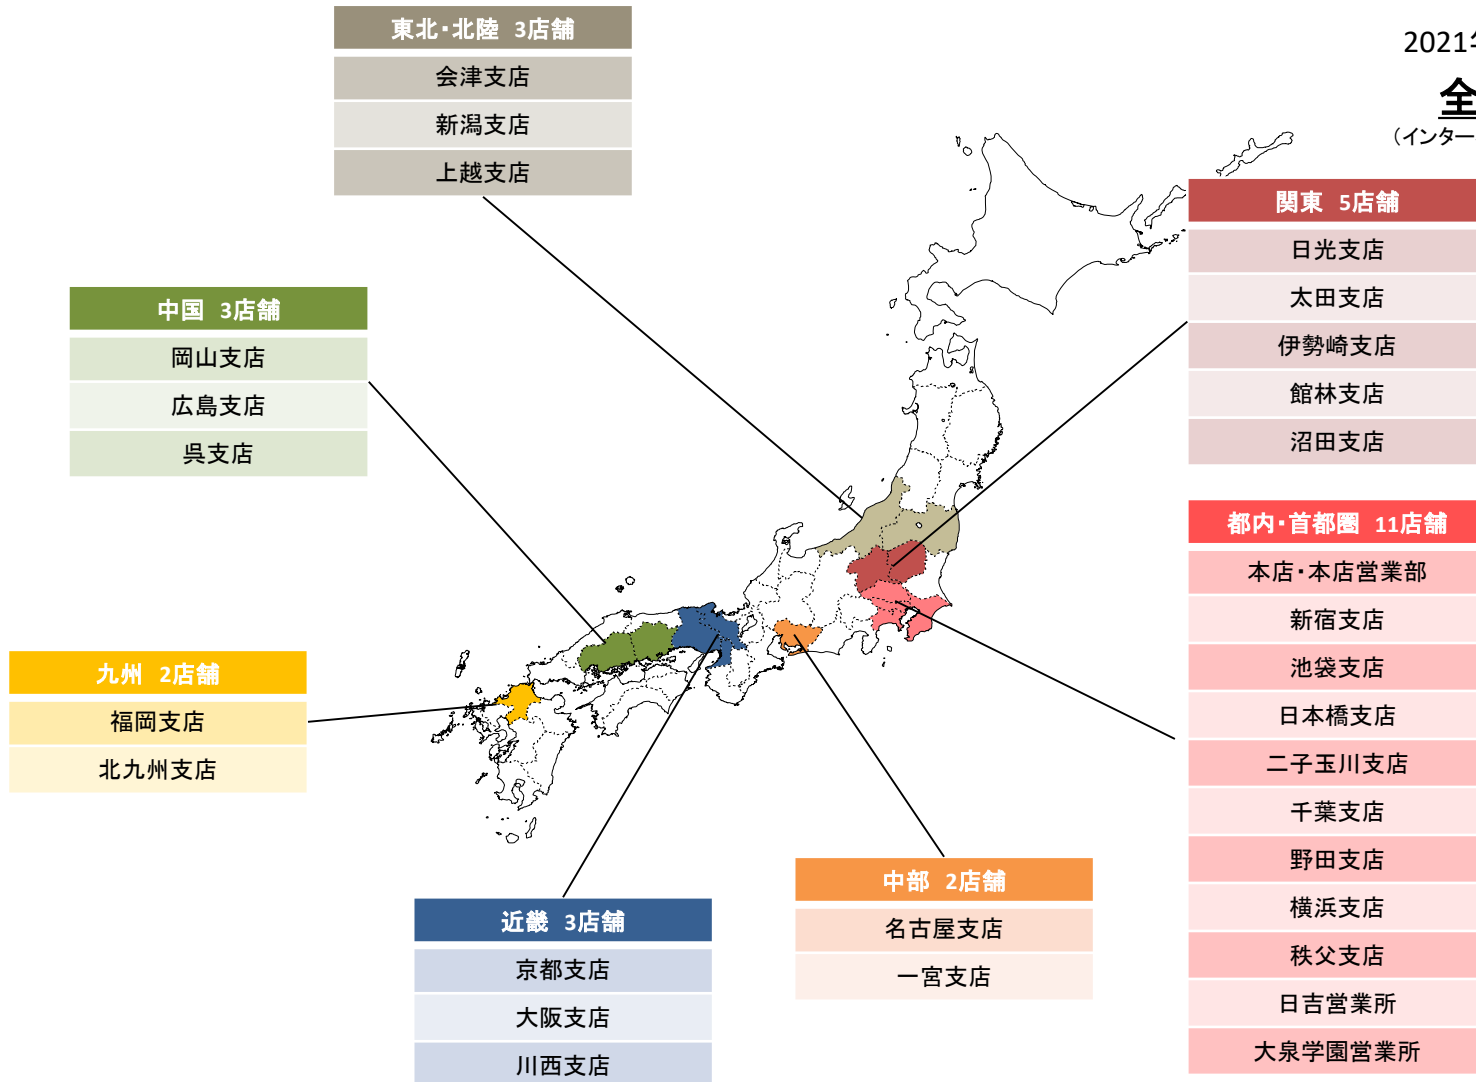 東北・北陸 3店舗
会津支店
新潟支店
上越支店
2021年
全
（インター
関東 5店舗
日光支店
太田支店
伊勢崎支店
館林支店
沼田支店
中国 3店舗
岡山支店
広島支店
呉支店
都内・首都圏 11店舗
本店・本店営業部
新宿支店
池袋支店
日本橋支店
二子玉川支店
千葉支店
野田支店
横浜支店
秩父支店
日吉営業所
大泉学園営業所
九州 2店舗
福岡支店
北九州支店
中部 2店舗
名古屋支店
一宮支店
近畿 3店舗
京都支店
大阪支店
川西支店